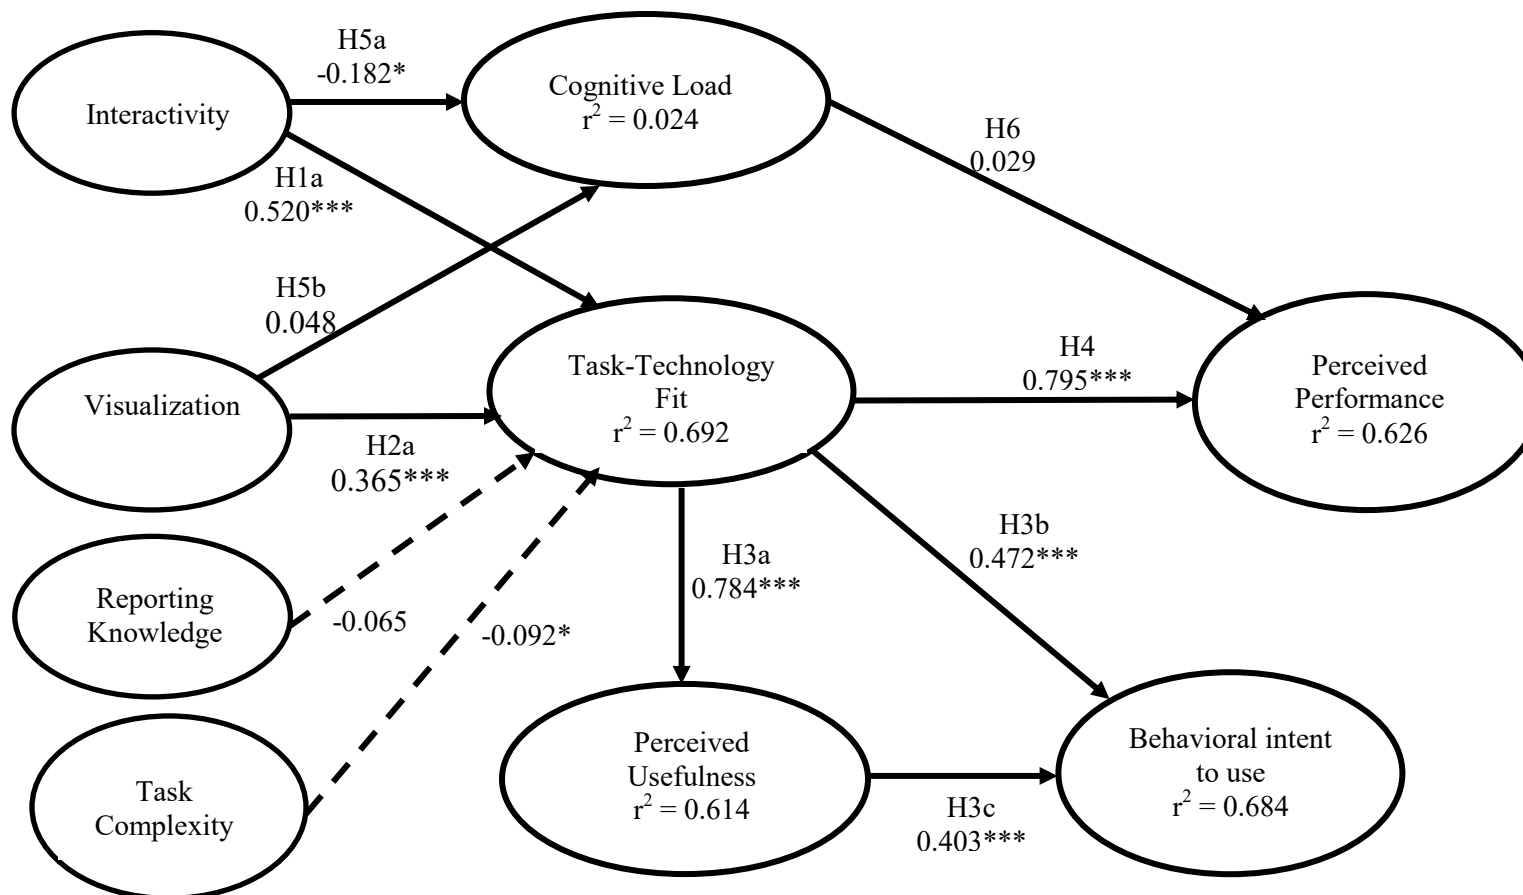 H5a
-0.182*
Interactivity
Cognitive Load
r² = 0.024
H6
0.029
H1a
0.520***
H5b
0.048
Visualization
Task-Technology
Fit
r² = 0.692
H4
0.795***
Perceived
Performance
r² = 0.626
H2a
0.365***
Reporting
Knowledge
-0.065
-0.092*
H3a
0.784***
H3b
0.472***
Task
Complexity
Perceived
Usefulness
r² = 0.614
H3c
0.403***
Behavioral intent
to use
r² = 0.684